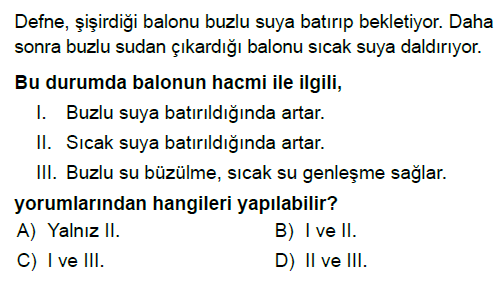 Defne, şişirdiği balonu buzlu suya batırıp bekletiyor. Daha
sonra buzlu sudan çıkardığı balonu sıcak suya daldırıyor.
Bu durumda balonun hacmi ile ilgili,
I. Buzlu suya batırıldığında artar.
II. Sıcak suya batırıldığında artar.
III. Buzlu su büzülme, sıcak su genleşme sağlar.
yorumlarından hangileri yapılabilir?
A) Yalnız II. B) I ve II.
C) I ve III. D) II ve III.